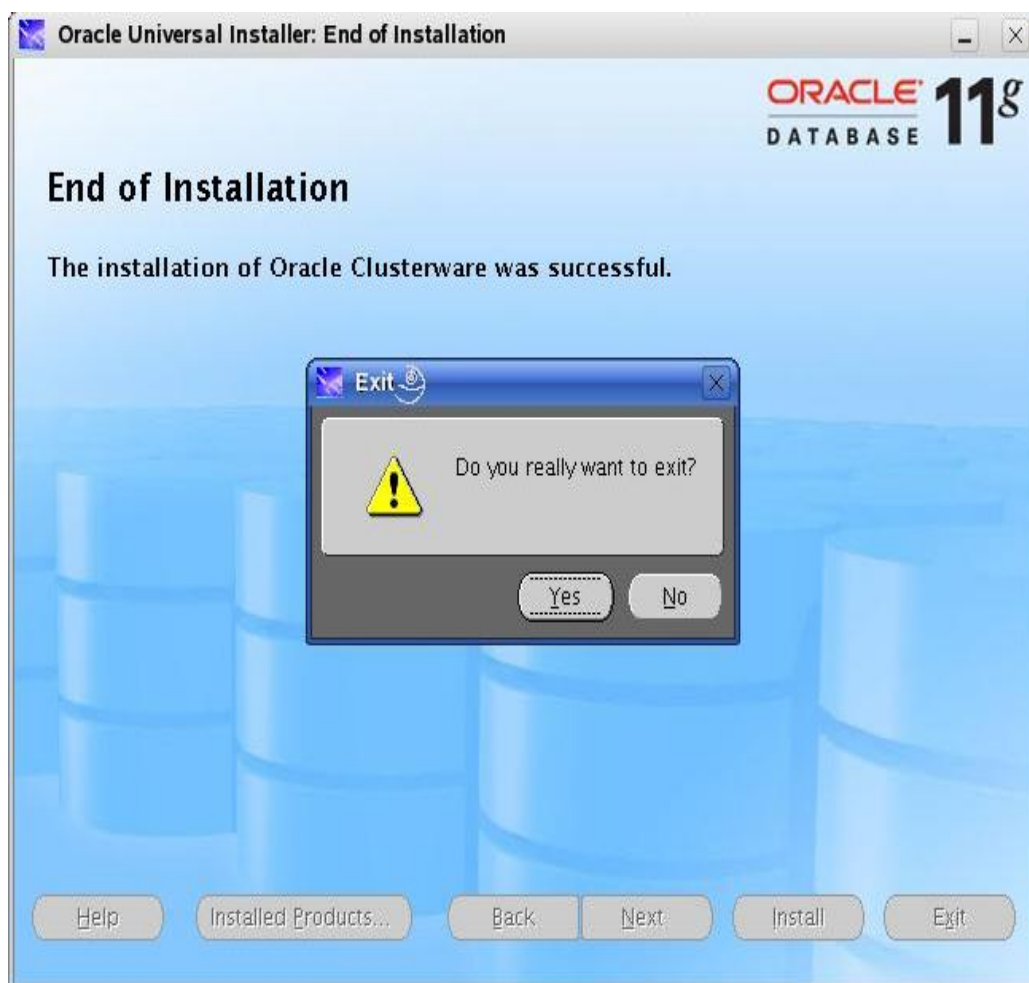 Oracle Universal Installer: End of Installation
ORACLE 11g
DATABASE
End of Installation
The installation of Oracle Clusterware was successful.
Exit
Do you really want to exit?
Yes No
Help Installed Products... Back Next Install Exit